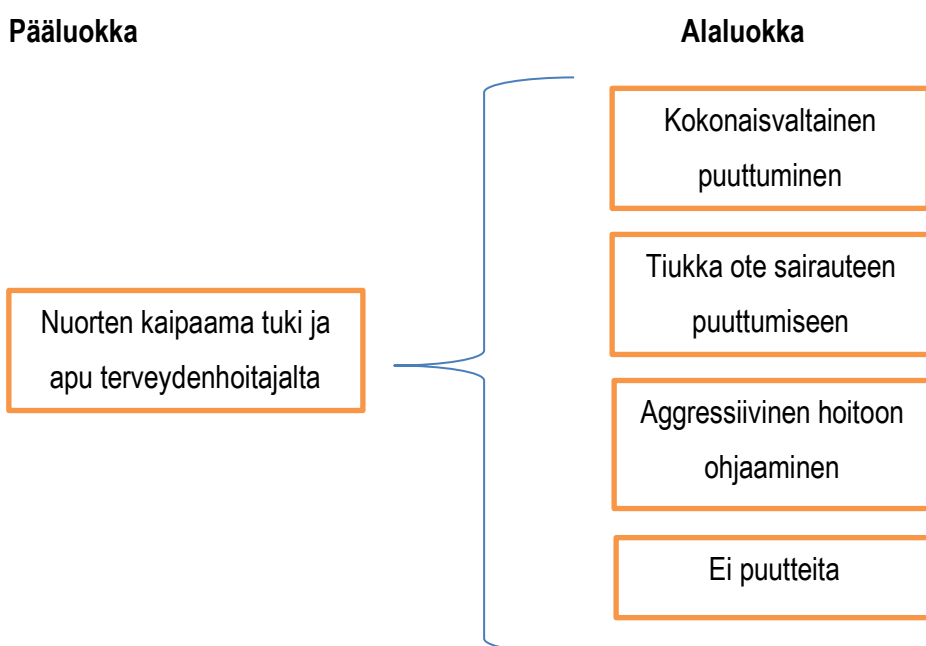 Pääluokka
Alaluokka
Kokonaisvaltainen
puuttuminen
Tiukka ote sairauteen
puuttumiseen
Nuorten kaipaama tuki ja
apu terveydenhoitajalta
Aggressiivinen hoitoon
ohjaaminen
Ei puutteita